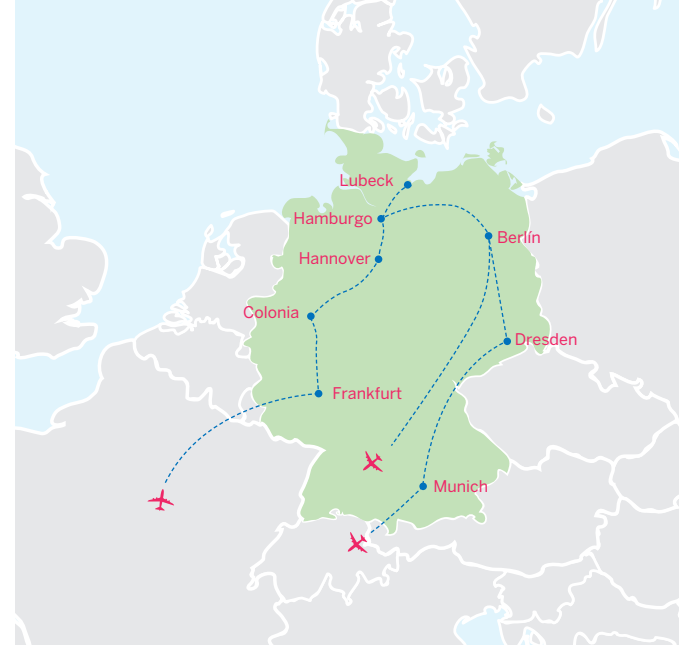 Lubeck
Hamburgo
Berlín
Hannover
Colonia
Dresden
Frankfurt
Munich